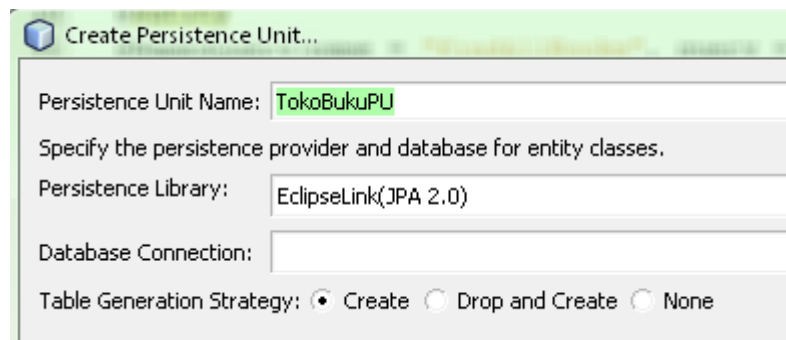 Create Persistence Unit...
Persistence Unit Name: TokoBukuPU
Specify the persistence provider and database for entity classes.
Persistence Library: EclipseLink(JPA 2.0)
Database Connection:
Table Generation Strategy: Create Drop and Create None